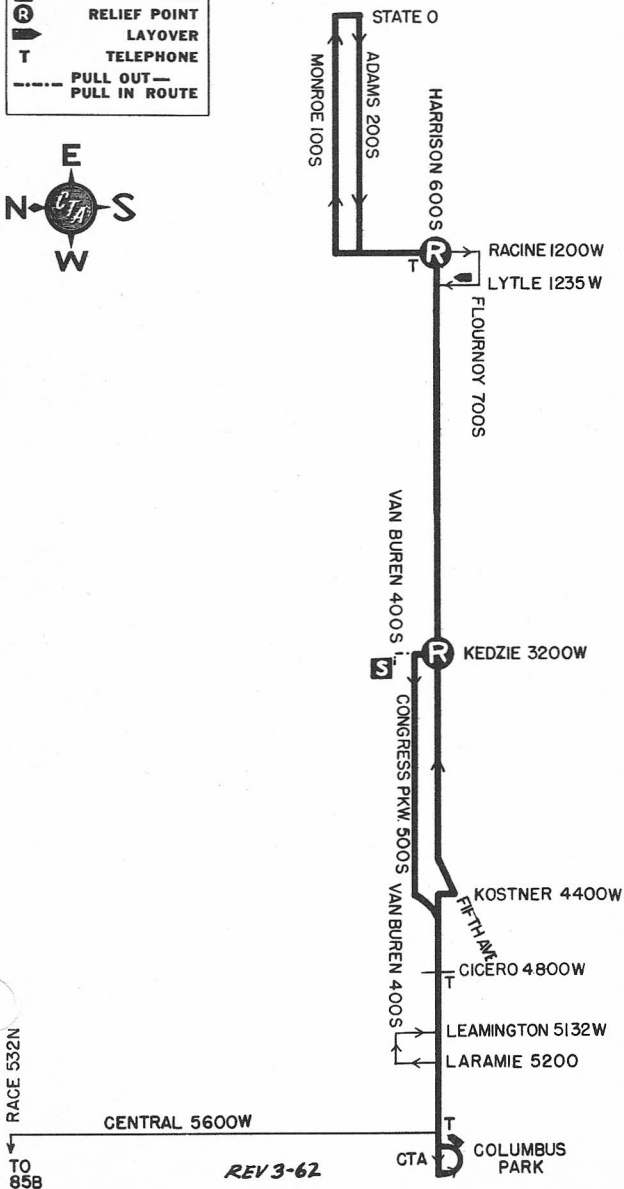 R RELIEF POINT
LAYOVER
T TELEPHONE
PULL OUT—
PULL IN ROUTE
E
N CTA S
W
STATE 0
MONROE 100S
ADAMS 200S
HARRISON 600S
R
T
RACINE 1200W
LYTLE 1235W
FLOURNOY 700S
VAN BUREN 400S
R
KEDZIE 3200W
S
CONGRESS PKW. 500S
KOSTNER 4400W
FIFTH AVE
VAN BUREN 400S
CICERO 4800W
T
LEAMINGTON 5132W
LARAMIE 5200
RACE 532N
CENTRAL 5600W
T
TO
85B
REV 3-62
CTA
COLUMBUS
PARK